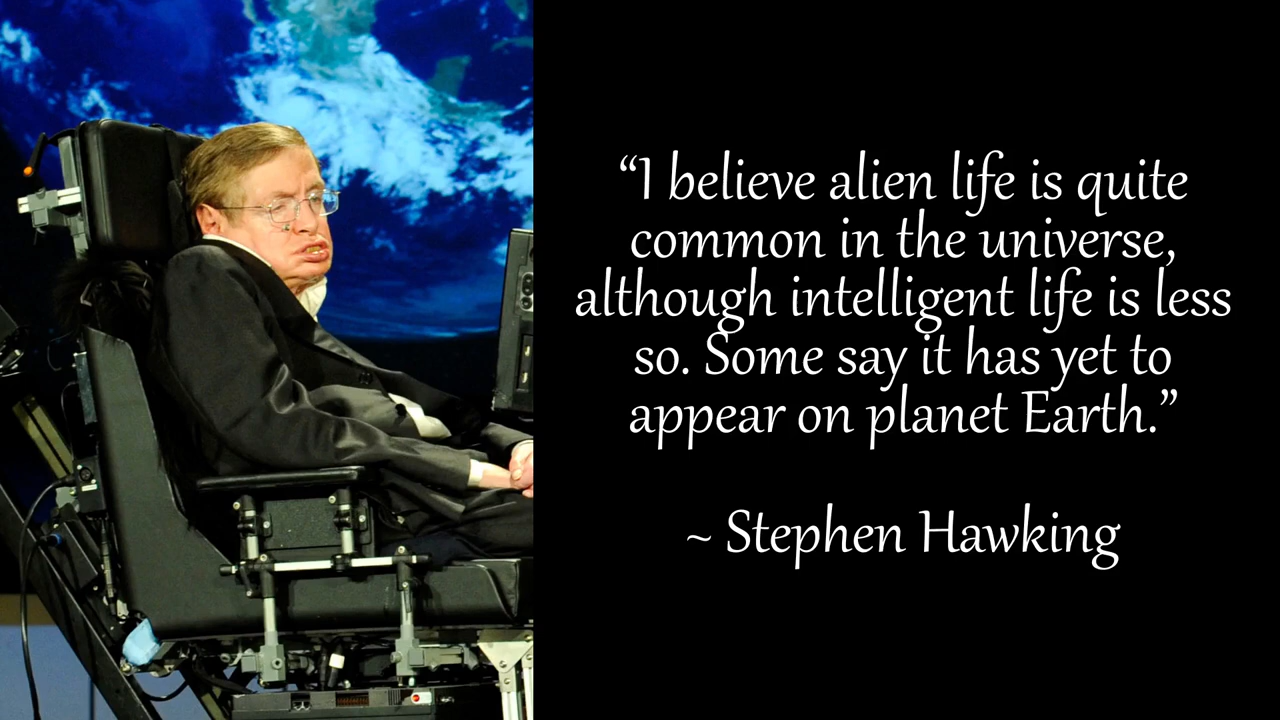 “I believe alien life is quite
common in the universe,
although intelligent life is less
so. Some say it has yet to
appear on planet Earth.”
~ Stephen Hawking